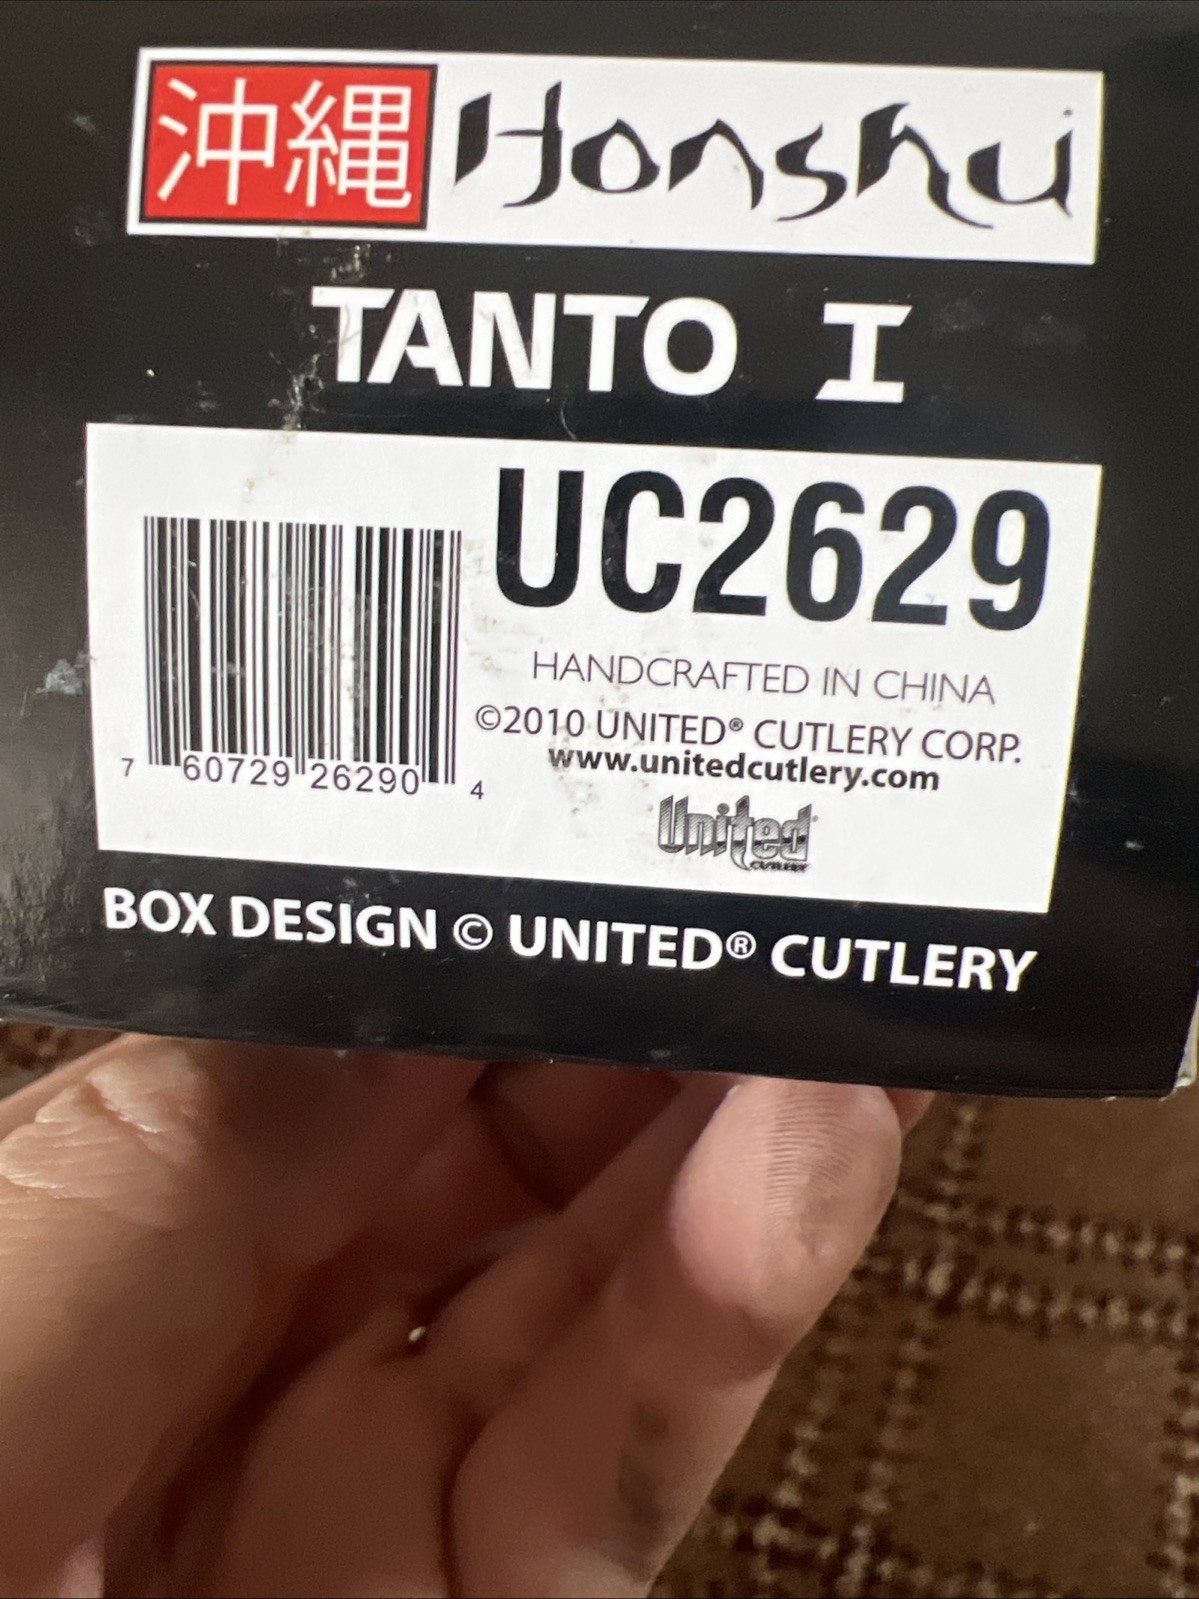 沖縄 Honshu
TANTO I
UC2629
HANDCRAFTED IN CHINA
©2010 UNITED® CUTLERY CORP.
www.unitedcutlery.com
7 60729 26290 4
United®
CUTLERY
BOX DESIGN © UNITED® CUTLERY